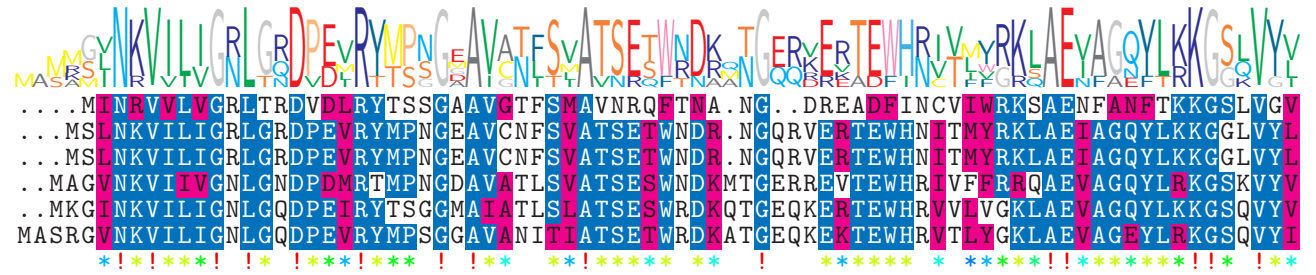 ....MINRVVLVGRLTRDVDLRYTSSGAAVGTFSMAVNRQFTNA.NG..DREADFINCVIWRKSAENFANFTKKGSLVGV
...MSLNKVILIGRLGRDPEVRYMPNGEAVCNFSVATSETWNDR.NGQRVERTEWHNITMYRKLAEIAGQYLKKGGLVYL
...MSLNKVILIGRLGRDPEVRYMPNGEAVCNFSVATSETWNDR.NGQRVERTEWHNITMYRKLAEIAGQYLKKGGLVYL
..MAGVNKVIIVGNLGNDPDMRTMPNGDAVATLSVATSESWNDKMTGERREVTEWHRIVFFRRQAEVAGQYLRKGSKVYV
..MKGINKVILIGNLGQDPEIRYTSGGMAIATLSLATSESWRDKQTGEQKERTEWHRVVLVGKLAEVAGQYLKKGSQVYV
MASRGVNKVILIGNLGQDPEVRYMPSGGAVANITIATSETWRDKATGEQKEKTEWHRVTLYGKLAEVAGEYLRKGSQVYI